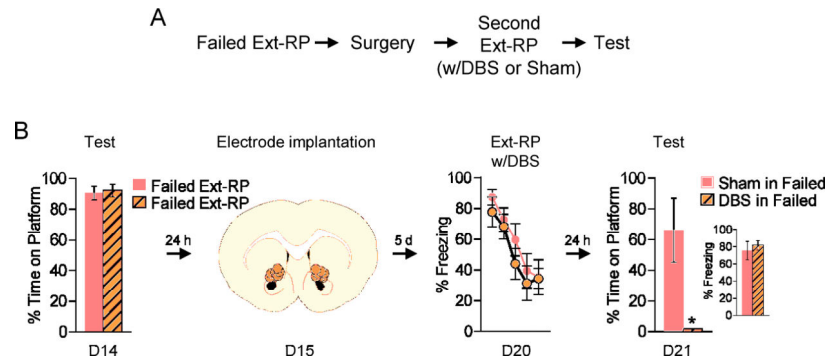 A
Failed Ext-RP → Surgery → Second Ext-RP (w/DBS or Sham) → Test
B
Test
Electrode implantation
Ext-RP
w/DBS
Test
% Time on Platform
100
80
60
40
20
0
D14
Failed Ext-RP
Failed Ext-RP
24 h
D15
5 d
% Freezing
100
80
60
40
20
0
D20
24 h
% Time on Platform
100
80
60
40
20
0
D21
*
Sham in Failed
DBS in Failed
% Freezing
100
80
60
40
20
0